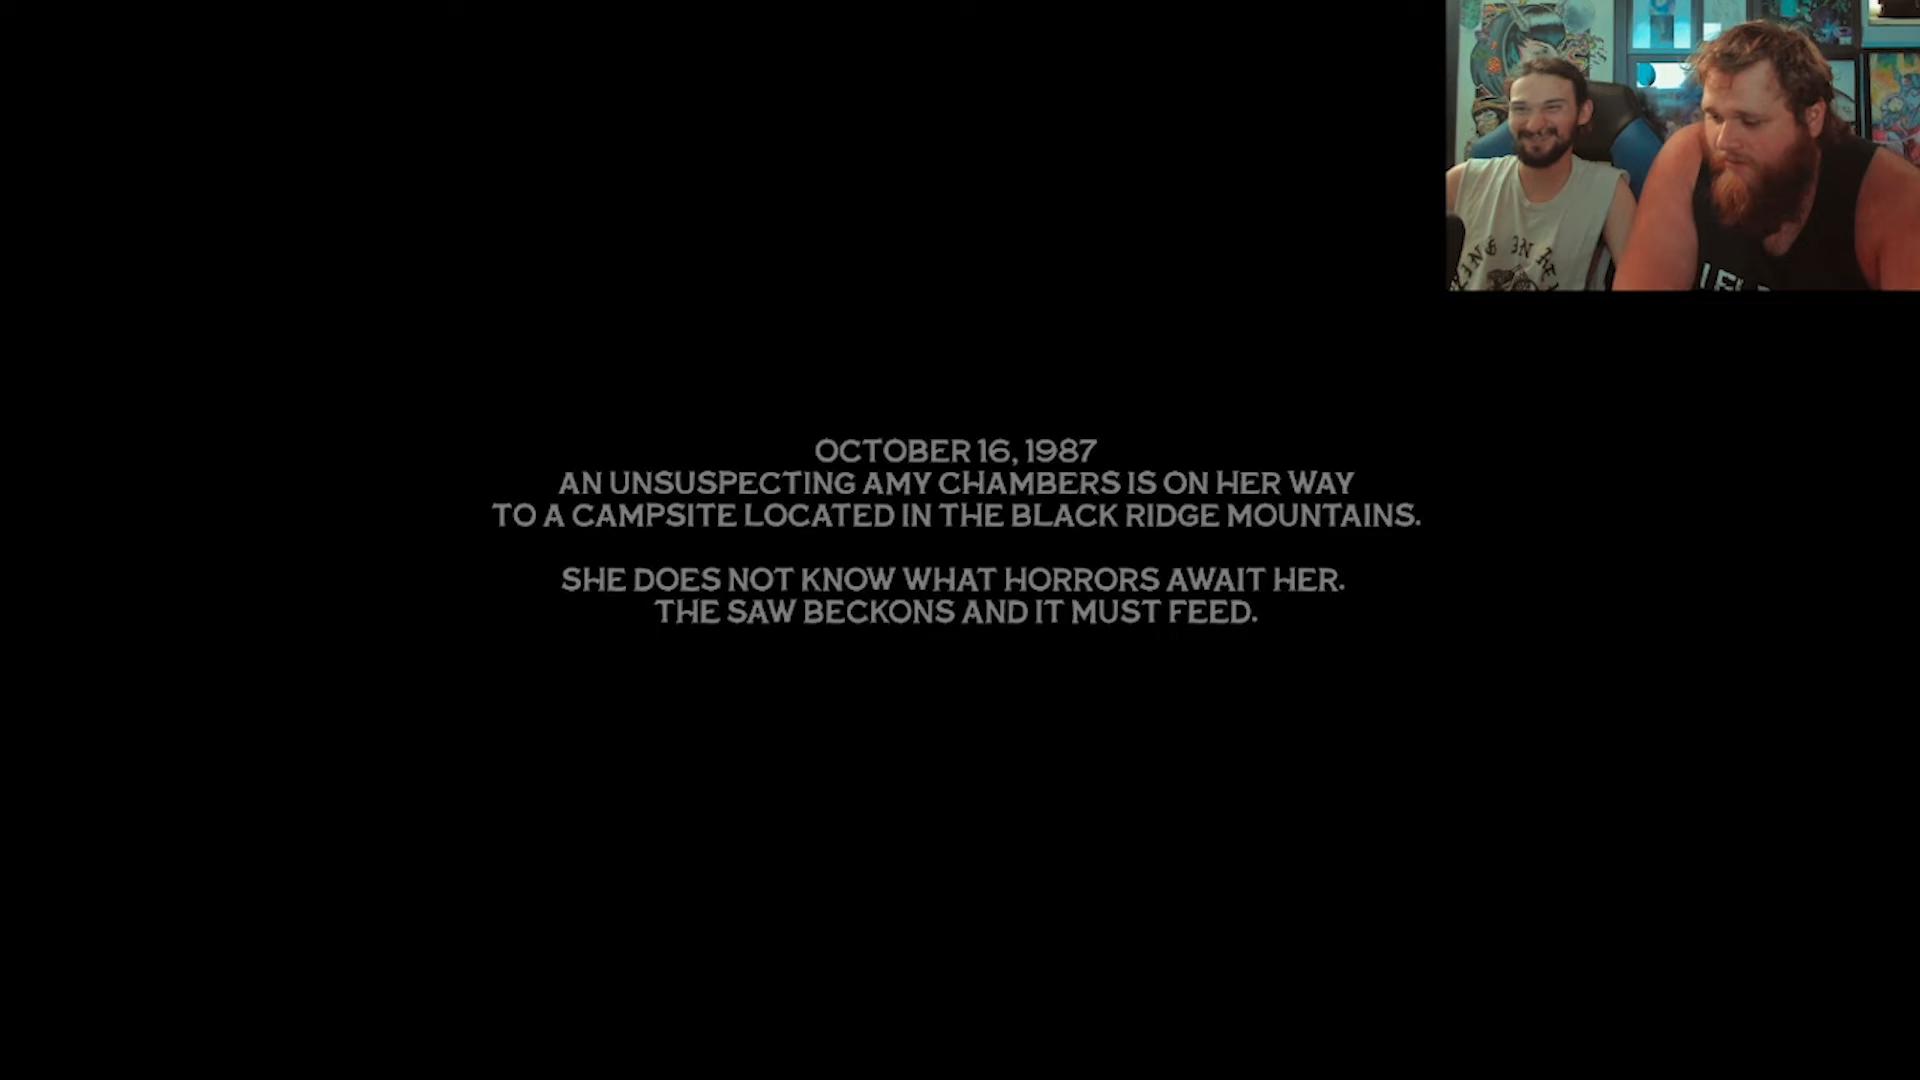 OCTOBER 16, 1987
AN UNSUSPECTING AMY CHAMBERS IS ON HER WAY
TO A CAMPSITE LOCATED IN THE BLACK RIDGE MOUNTAINS.
SHE DOES NOT KNOW WHAT HORRORS AWAIT HER.
THE SAW BECKONS AND IT MUST FEED.
IN